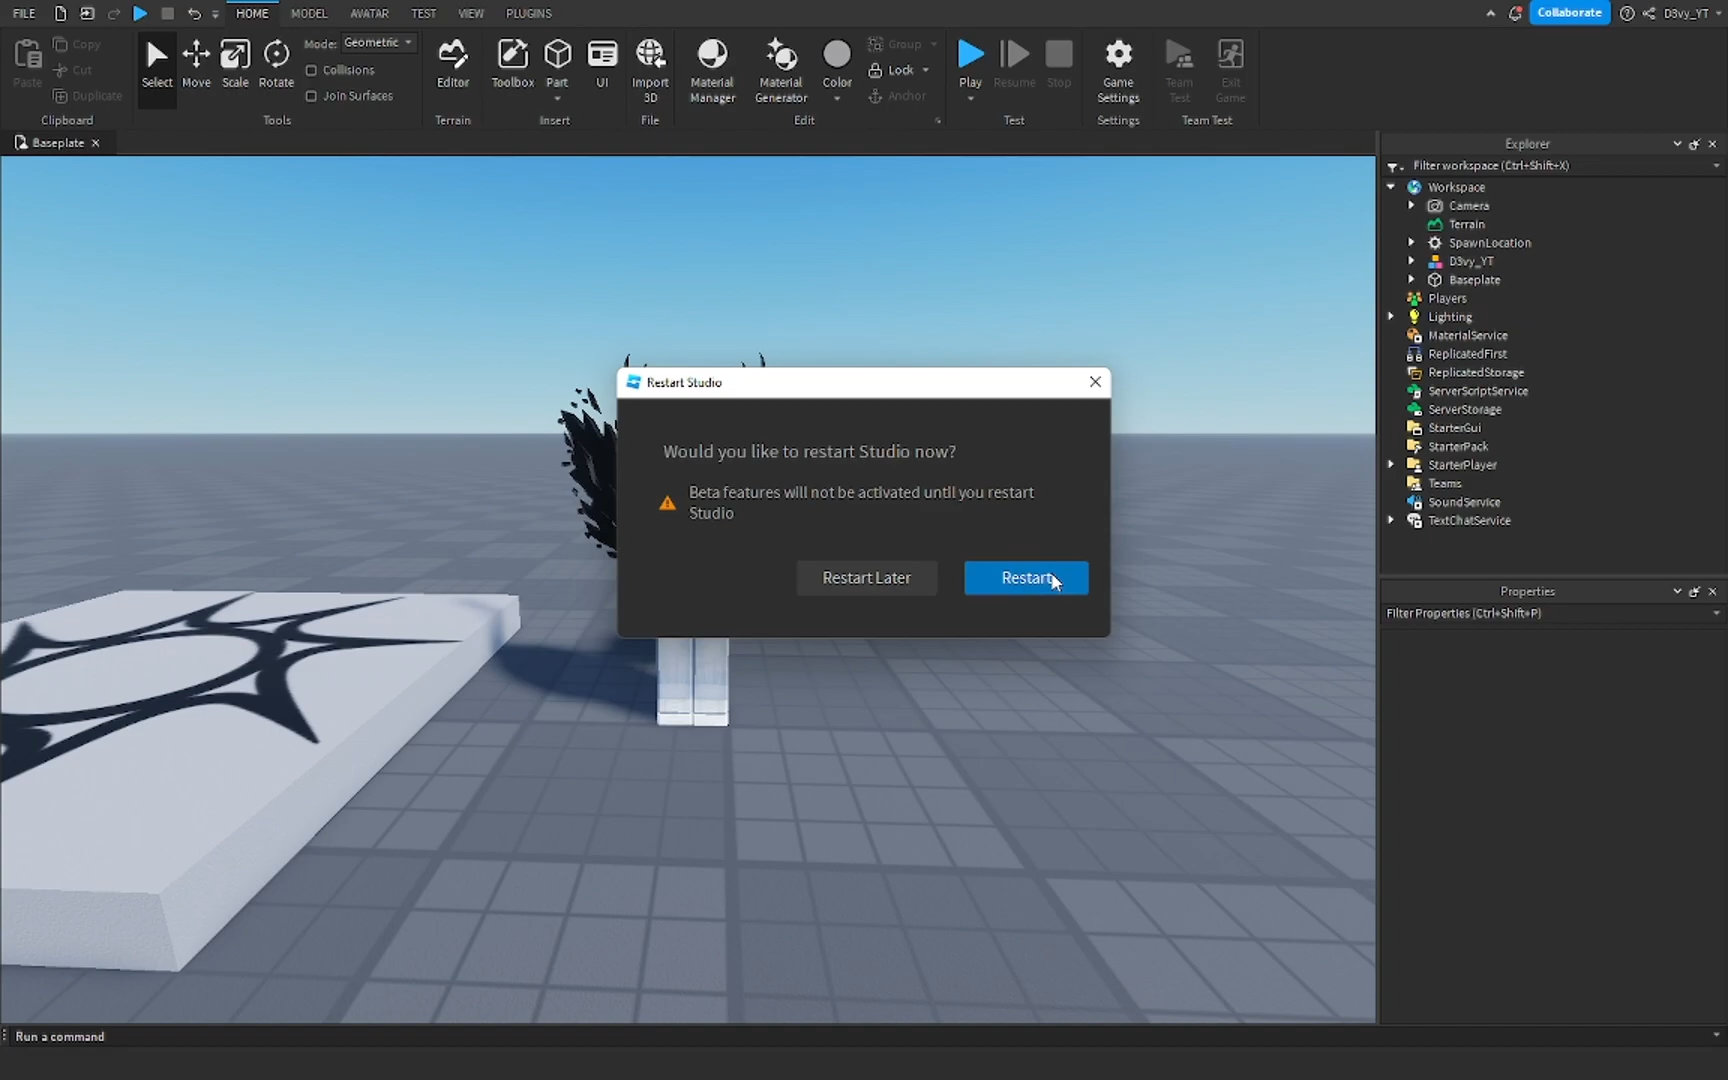 FILE HOME MODEL AVATAR TEST VIEW PLUGINS Collaborate D3vy_YT
Paste Copy Cut Duplicate
Clipboard
Select Move Scale Rotate
Mode: Geometric
Collisions
Join Surfaces
Tools
Editor
Terrain
Toolbox Part UI
Insert
Import
3D
File
Material
Manager
Material
Generator
Color
Group
Lock
Anchor
Edit
Play Resume Stop
Test
Game
Settings
Settings
Team
Test
Exit
Game
Team Test
Baseplate
Explorer
Filter workspace (Ctrl+Shift+X)
Workspace
Camera
Terrain
SpawnLocation
D3vy_YT
Baseplate
Players
Lighting
MaterialService
ReplicatedFirst
ReplicatedStorage
ServerScriptService
ServerStorage
StarterGui
StarterPack
StarterPlayer
Teams
SoundService
TextChatService
Properties
Filter Properties (Ctrl+Shift+P)
Restart Studio
Would you like to restart Studio now?
Beta features will not be activated until you restart
Studio
Restart Later Restart
Run a command